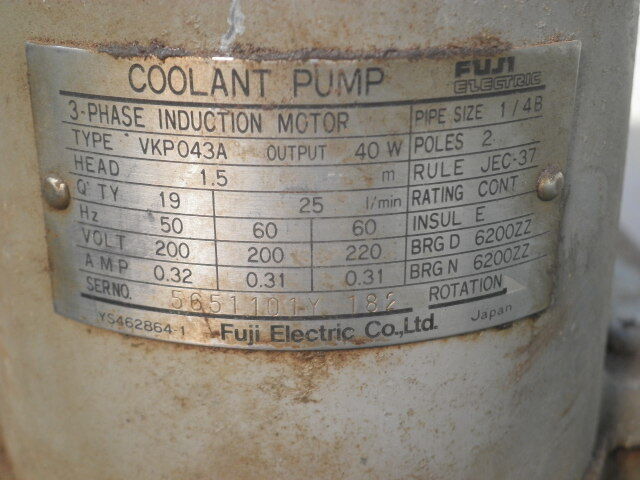 COOLANT PUMP FUJI ELECTRIC
3-PHASE INDUCTION MOTOR PIPE SIZE 1/4B
TYPE VKP043A OUTPUT 40 W POLES 2
HEAD 1.5 m RULE JEC-37
Q'TY 19 25 l/min RATING CONT
Hz 50 60 60 INSUL E
VOLT 200 200 220 BRG D 6200ZZ
AMP 0.32 0.31 0.31 BRG N 6200ZZ
SER NO. 5651101Y 182 ROTATION
YS462864-1 Fuji Electric Co.,Ltd. Japan